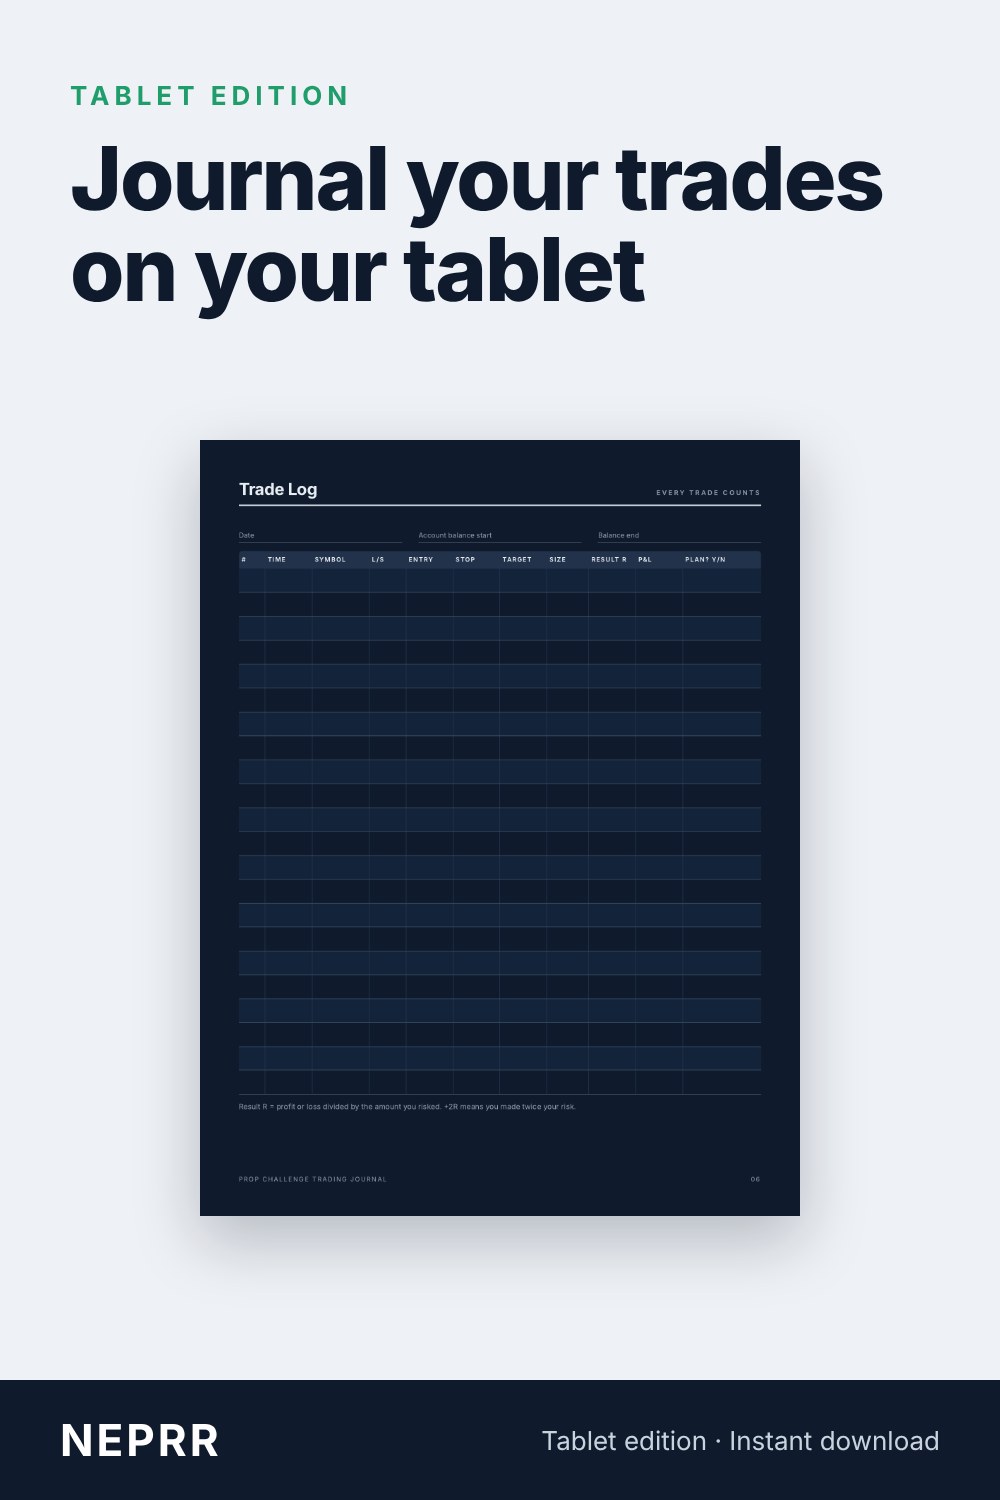 TABLET EDITION
Journal your trades
on your tablet
Trade Log
EVERY TRADE COUNTS
Date
Account balance start
Balance end
# TIME SYMBOL L/S ENTRY STOP TARGET SIZE RESULT R P&L PLAN? Y/N
Result R = profit or loss divided by the amount you risked. +2R means you made twice your risk.
PROP CHALLENGE TRADING JOURNAL
06
NEPRR
Tablet edition · Instant download